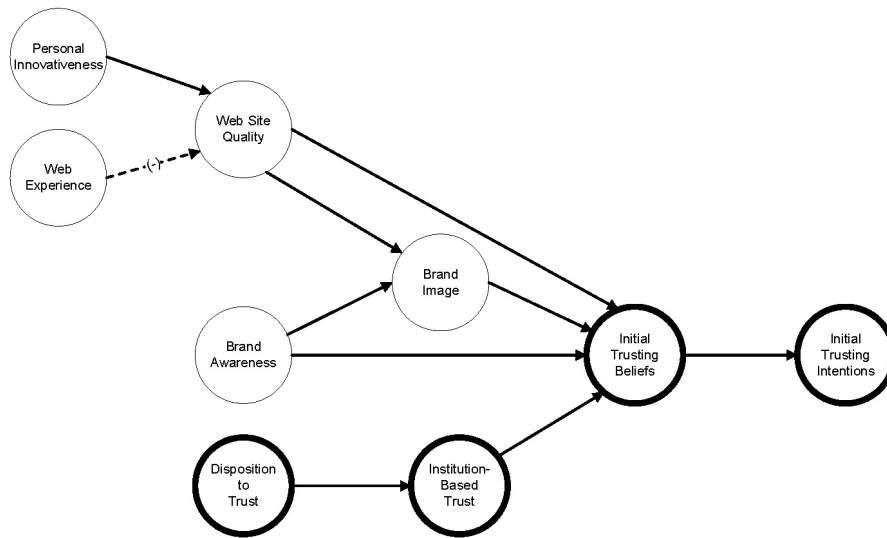 Personal
Innovativeness
Web Site
Quality
Web
Experience
(-)
Brand
Image
Brand
Awareness
Initial
Trusting
Beliefs
Initial
Trusting
Intentions
Disposition
to
Trust
Institution-
Based
Trust